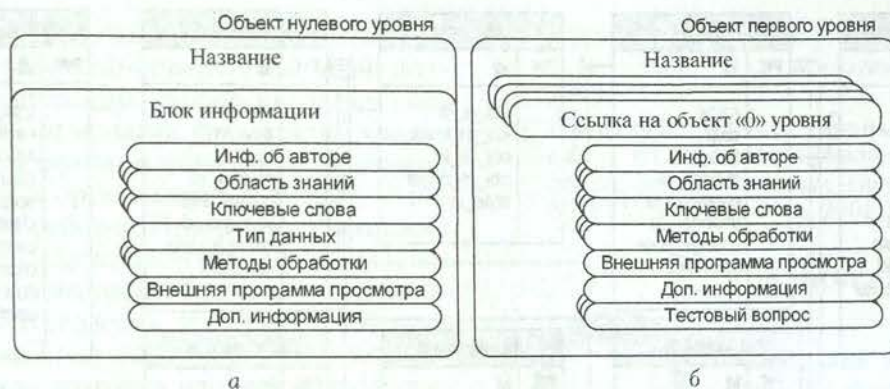 Объект нулевого уровня
Название
Блок информации
Инф. об авторе
Область знаний
Ключевые слова
Тип данных
Методы обработки
Внешняя программа просмотра
Доп. информация
а
Объект первого уровня
Название
Ссылка на объект «0» уровня
Инф. об авторе
Область знаний
Ключевые слова
Методы обработки
Внешняя программа просмотра
Доп. информация
Тестовый вопрос
б